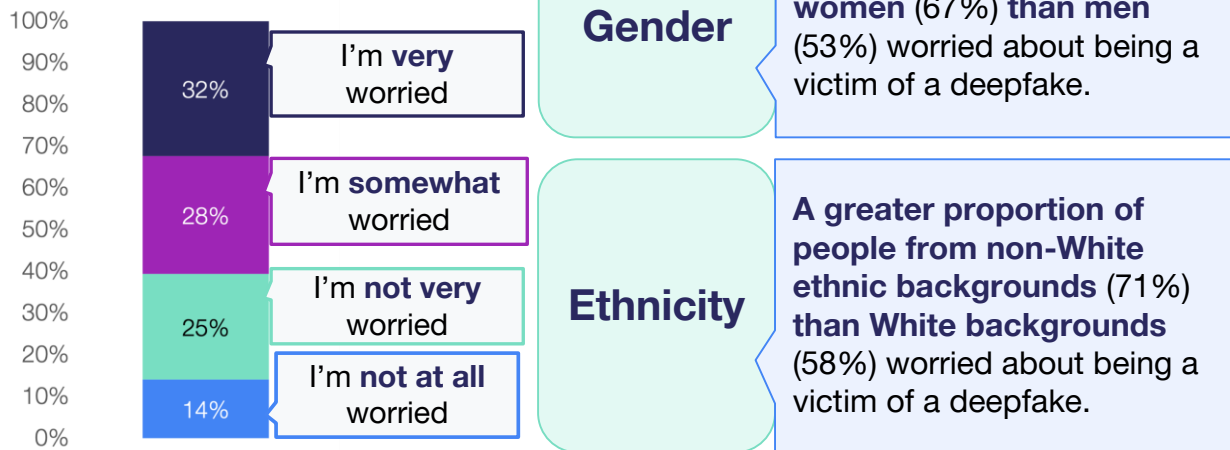 100%
90%
80%
70%
60%
50%
40%
30%
20%
10%
0%
32%
28%
25%
14%
I'm very
worried
I'm somewhat
worried
I'm not very
worried
I'm not at all
worried
Gender
women (67%) than men
(53%) worried about being a
victim of a deepfake.
Ethnicity
A greater proportion of
people from non-White
ethnic backgrounds (71%)
than White backgrounds
(58%) worried about being a
victim of a deepfake.